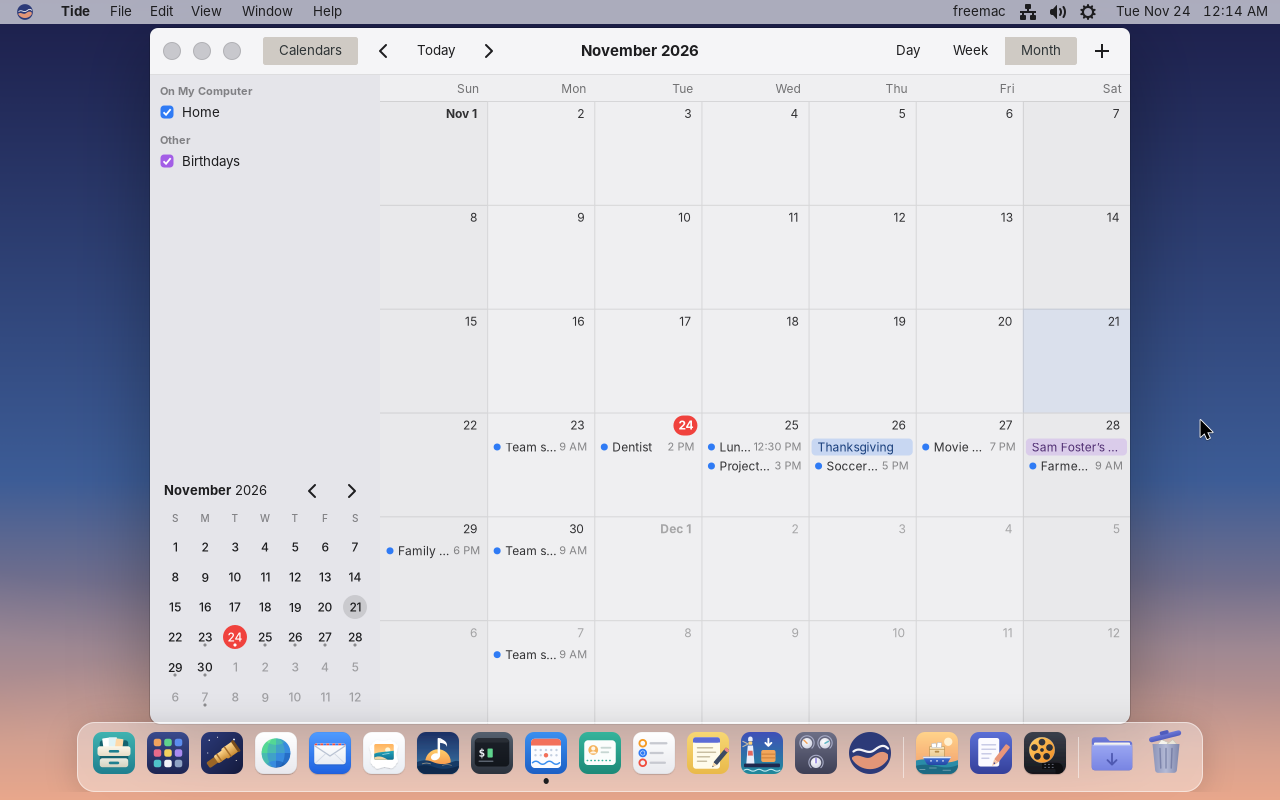 Tide File Edit View Window Help freemac Tue Nov 24 12:14 AM
Calendars Today November 2026 Day Week Month
On My Computer
Home
Other
Birthdays
Sun Mon Tue Wed Thu Fri Sat
Nov 1 2 3 4 5 6 7
8 9 10 11 12 13 14
15 16 17 18 19 20 21
22 23 24 25 26 27 28
Team s... 9 AM Dentist 2 PM Lun... 12:30 PM Thanksgiving Movie ... 7 PM Sam Foster's ...
Project... 3 PM Soccer... 5 PM Farme... 9 AM
29 30 Dec 1 2 3 4 5
Family ... 6 PM Team s... 9 AM
6 7 8 9 10 11 12
Team s... 9 AM
November 2026
S M T W T F S
1 2 3 4 5 6 7
8 9 10 11 12 13 14
15 16 17 18 19 20 21
22 23 24 25 26 27 28
29 30 1 2 3 4 5
6 7 8 9 10 11 12
$